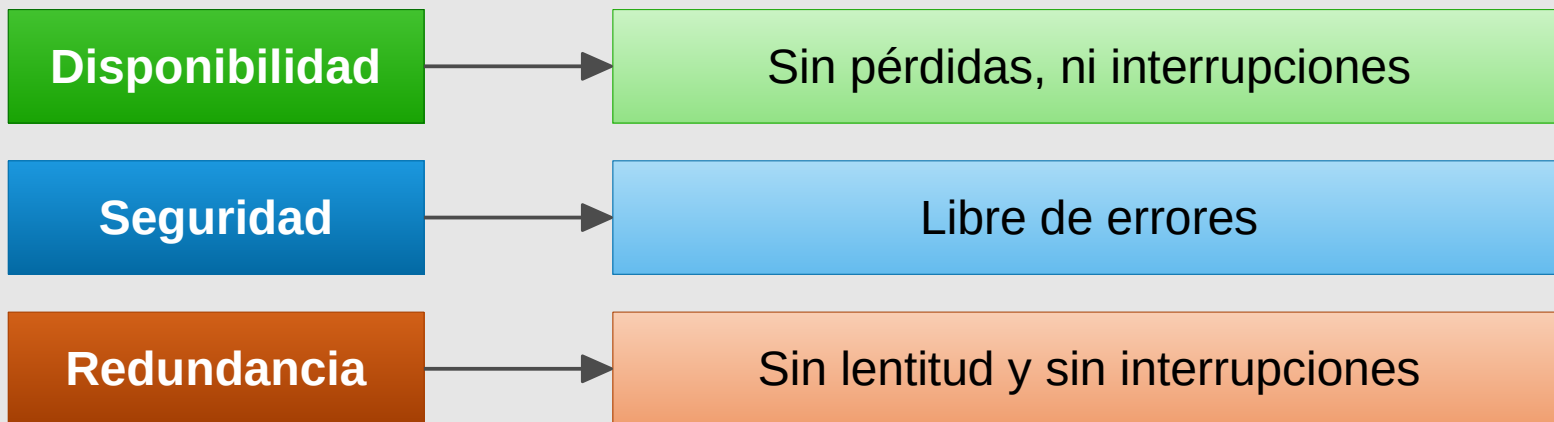 Disponibilidad
Sin pérdidas, ni interrupciones
Seguridad
Libre de errores
Redundancia
Sin lentitud y sin interrupciones